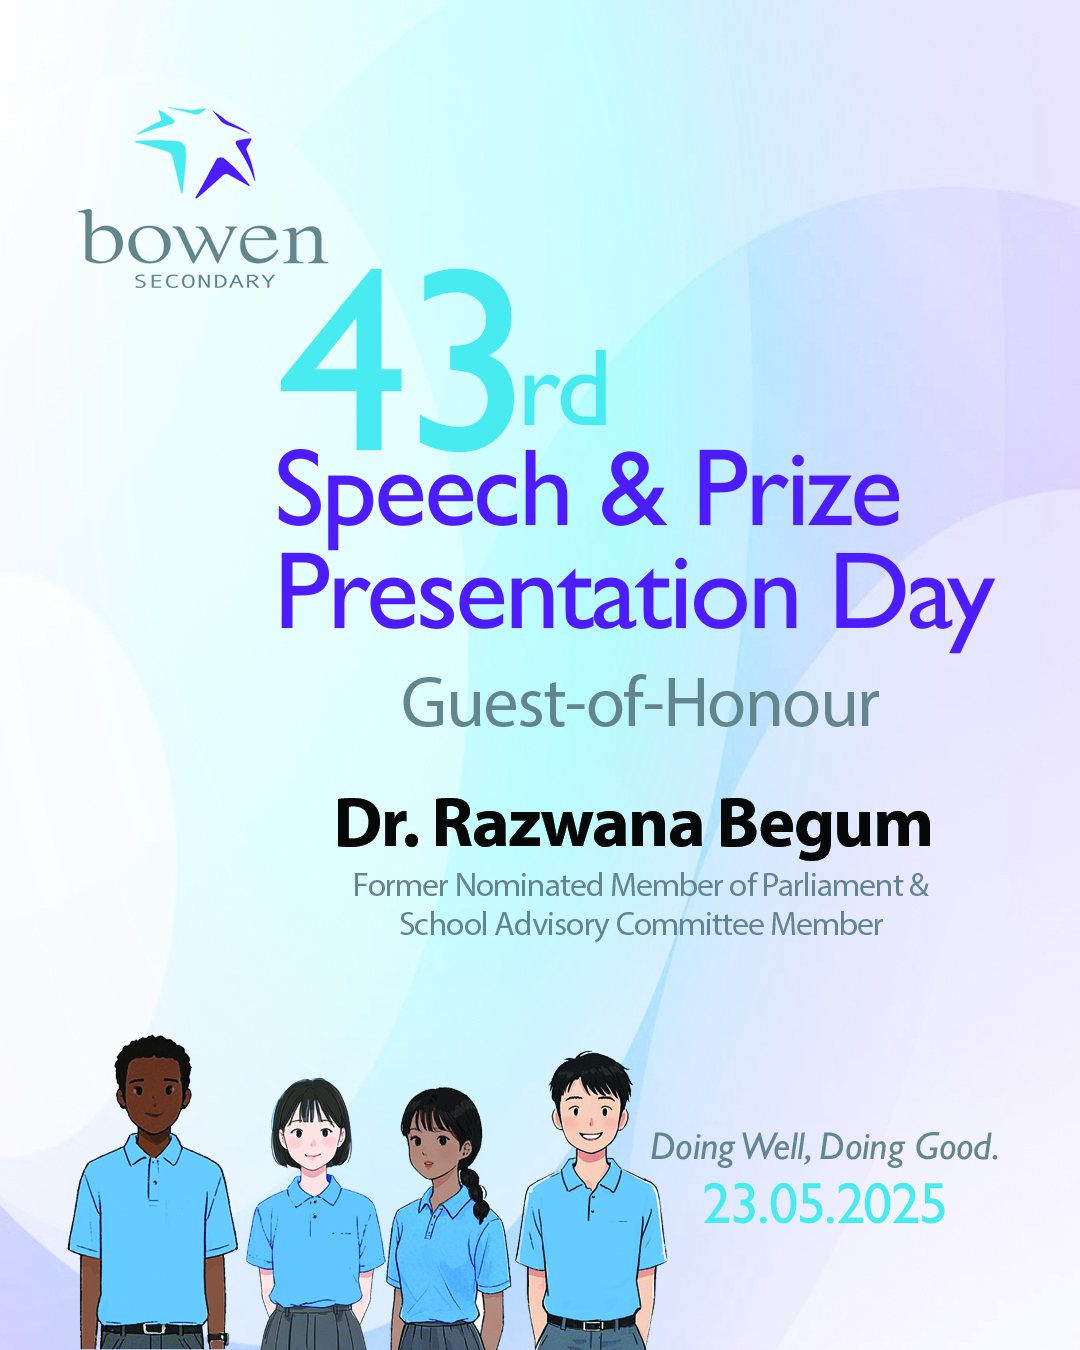 bowen
SECONDARY
43rd
Speech & Prize
Presentation Day
Guest-of-Honour
Dr. Razwana Begum
Former Nominated Member of Parliament &
School Advisory Committee Member
Doing Well, Doing Good.
23.05.2025